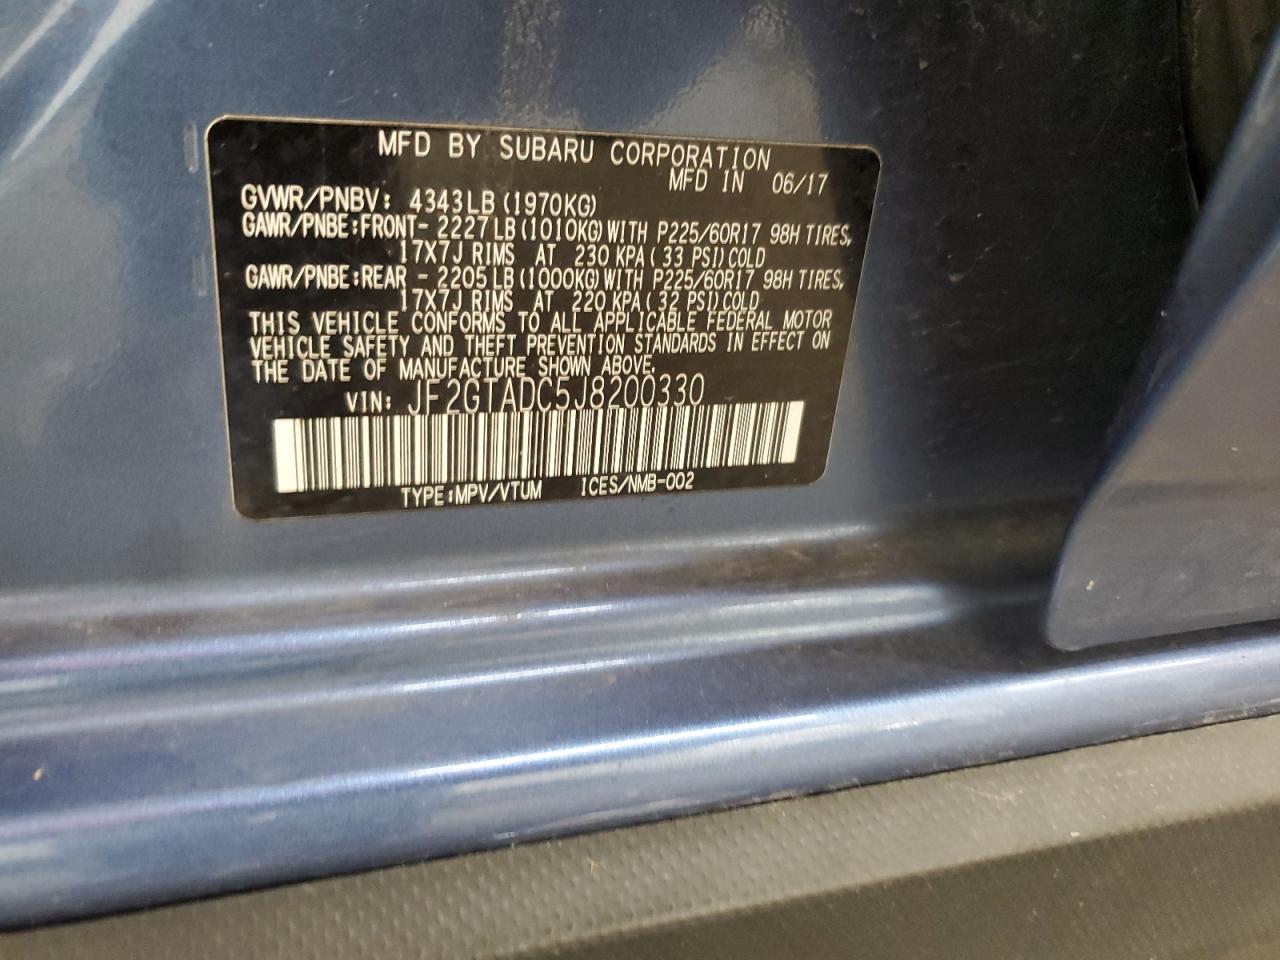 MFD BY SUBARU CORPORATION
MFD IN 06/17
GVWR/PNBV: 4343LB(1970KG)
GAWR/PNBE:FRONT- 2227LB(1010KG)WITH P225/60R17 98H TIRES,
17X7J RIMS AT 230 KPA( 33 PSI)COLD
GAWR/PNBE:REAR - 2205LB(1000KG)WITH P225/60R17 98H TIRES,
17X7J RIMS AT 220 KPA( 32 PSI)COLD
THIS VEHICLE CONFORMS TO ALL APPLICABLE FEDERAL MOTOR
VEHICLE SAFETY AND THEFT PREVENTION STANDARDS IN EFFECT ON
THE DATE OF MANUFACTURE SHOWN ABOVE.
VIN: JF2GTADC5J8200330
TYPE:MPV/VTUM ICES/NMB-002